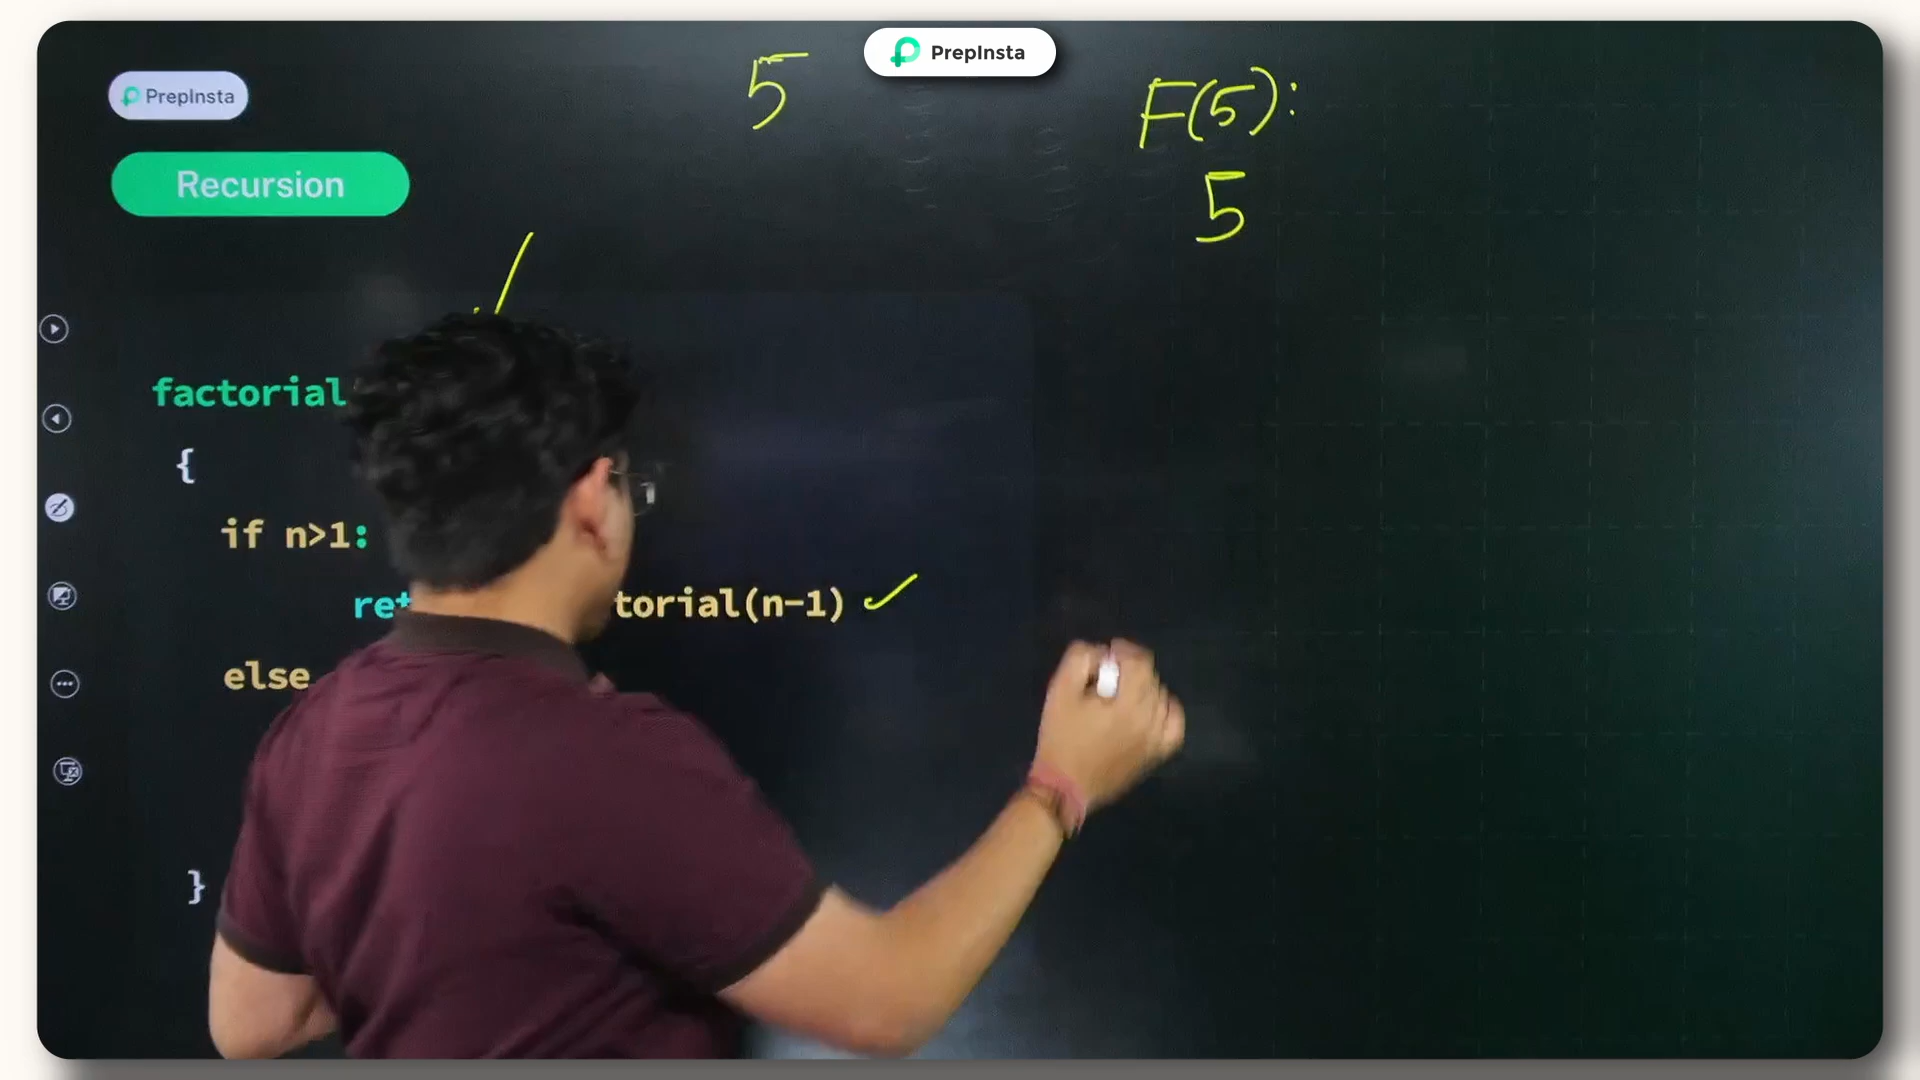 PrepInsta
PrepInsta
5
F(5):
5
Recursion
factorial
{
if n>1:
ret torial(n-1) ✓
else
}